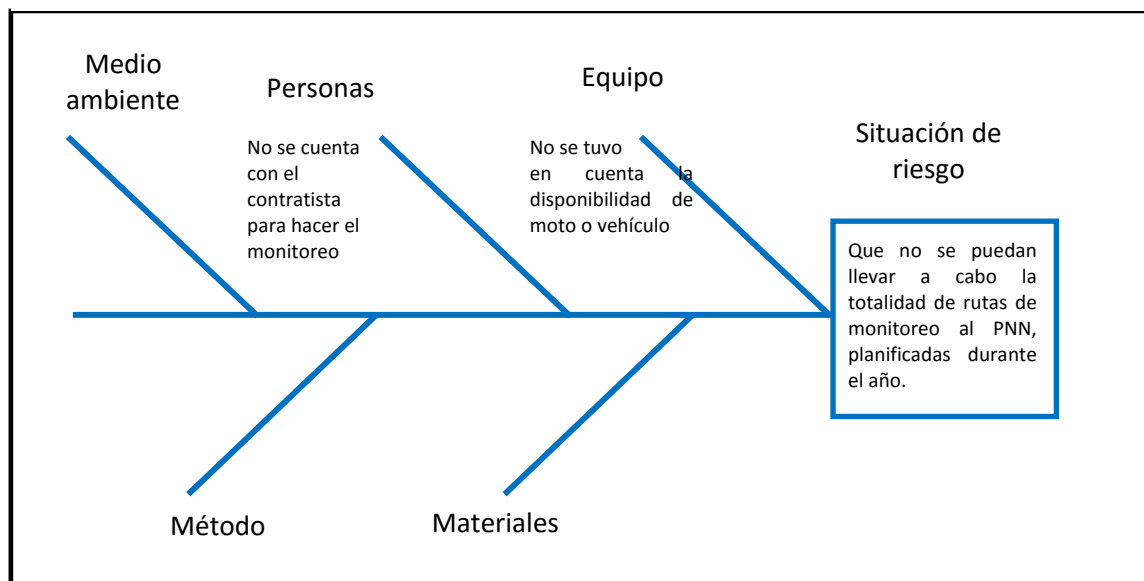 Medio
ambiente
Personas
No se cuenta
con el
contratista
para hacer el
monitoreo
Equipo
No se tuvo
en cuenta la
disponibilidad de
moto o vehículo
Situación de
riesgo
Que no se puedan
llevar a cabo la
totalidad de rutas de
monitoreo al PNN,
planificadas durante
el año.
Método
Materiales